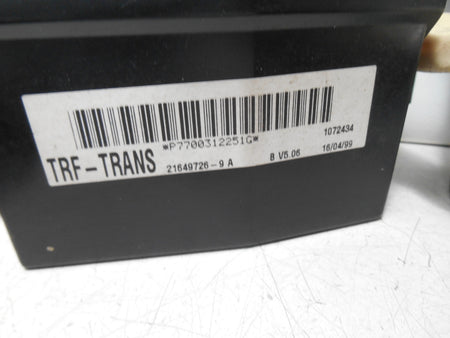 *P7700312251G*
1072434
TRF-TRANS 21649726-9 A B V5.06 16/04/99